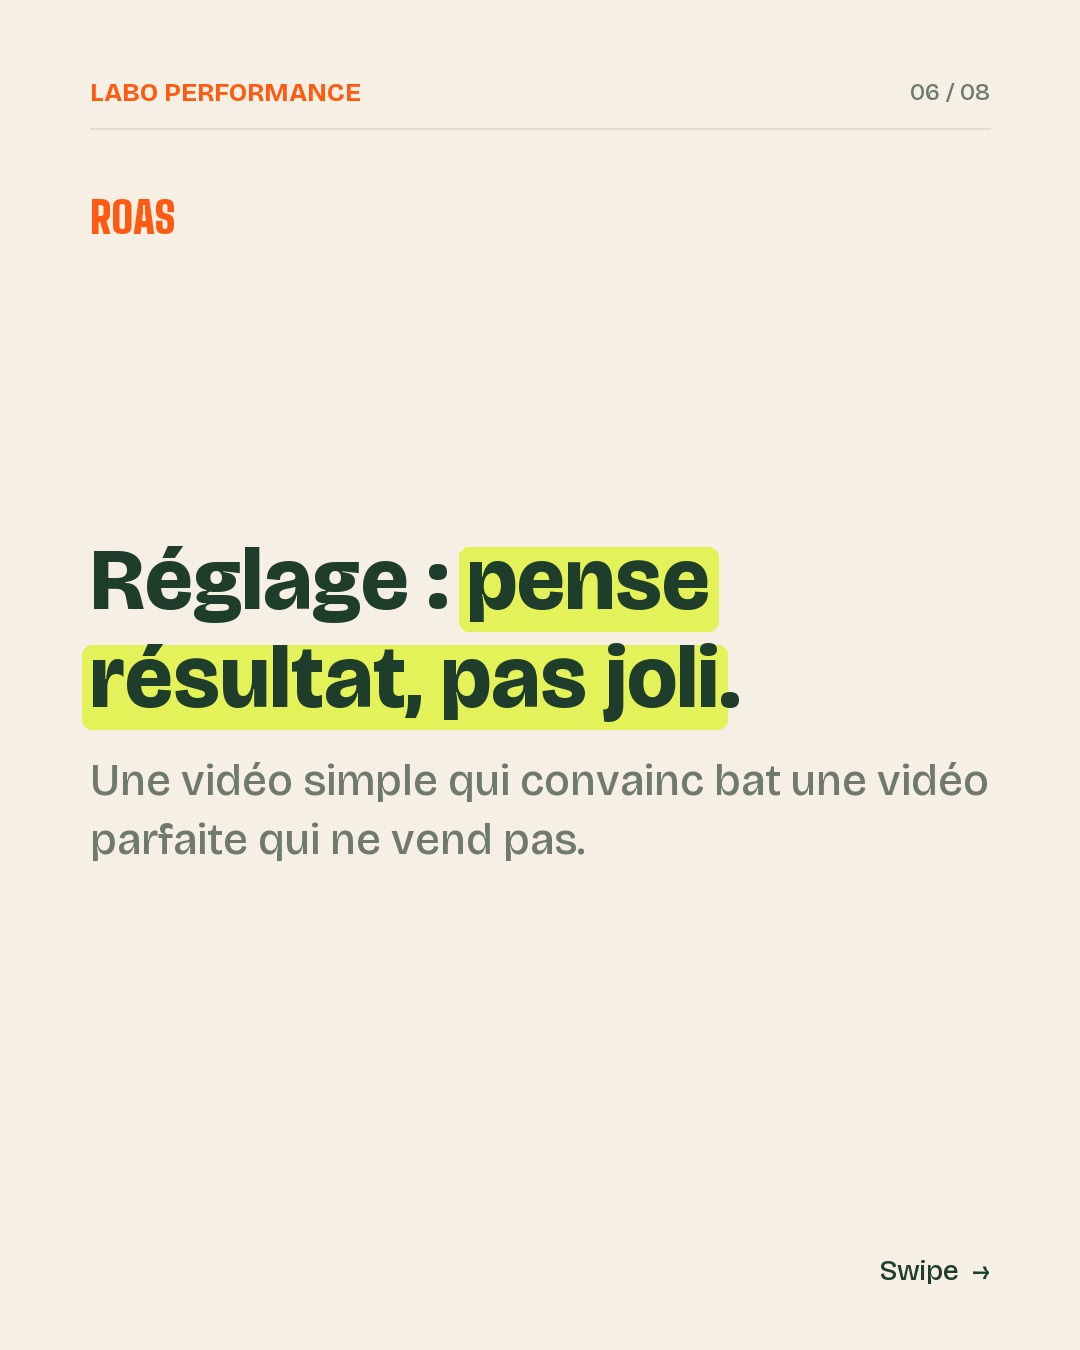 LABO PERFORMANCE
06 / 08
ROAS
Réglage : pense
résultat, pas joli.
Une vidéo simple qui convainc bat une vidéo
parfaite qui ne vend pas.
Swipe →